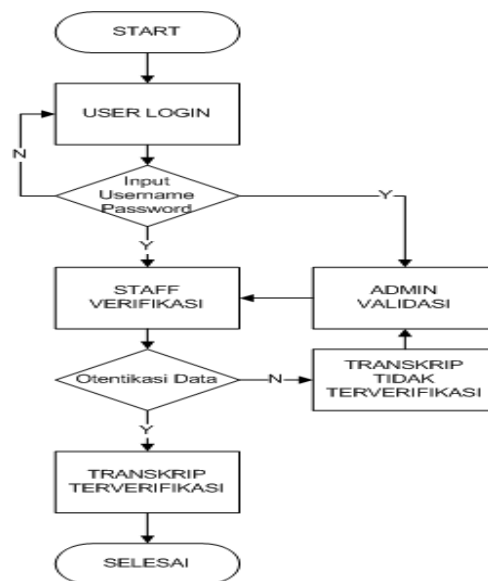 START
USER LOGIN
N
Input
Username
Password
Y
Y
STAFF
VERIFIKASI
ADMIN
VALIDASI
Otentikasi Data
N
TRANSKRIP
TIDAK
TERVERIFIKASI
Y
TRANSKRIP
TERVERIFIKASI
SELESAI